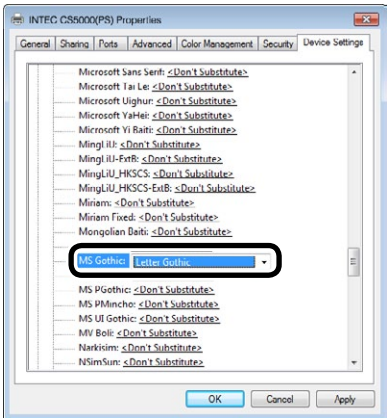 INTEC CS5000(PS) Properties
General Sharing Ports Advanced Color Management Security Device Settings
Microsoft Sans Serif: <Don't Substitute>
Microsoft Tai Le: <Don't Substitute>
Microsoft Uighur: <Don't Substitute>
Microsoft YaHei: <Don't Substitute>
Microsoft Yi Baiti: <Don't Substitute>
MingLiU: <Don't Substitute>
MingLiU-ExtB: <Don't Substitute>
MingLiU_HKSCS: <Don't Substitute>
MingLiU_HKSCS-ExtB: <Don't Substitute>
Miriam: <Don't Substitute>
Miriam Fixed: <Don't Substitute>
Mongolian Baiti: <Don't Substitute>
MS Gothic: Letter Gothic
MS PGothic: <Don't Substitute>
MS PMincho: <Don't Substitute>
MS UI Gothic: <Don't Substitute>
MV Boli: <Don't Substitute>
Narkisim: <Don't Substitute>
NSimSun: <Don't Substitute>
OK Cancel Apply